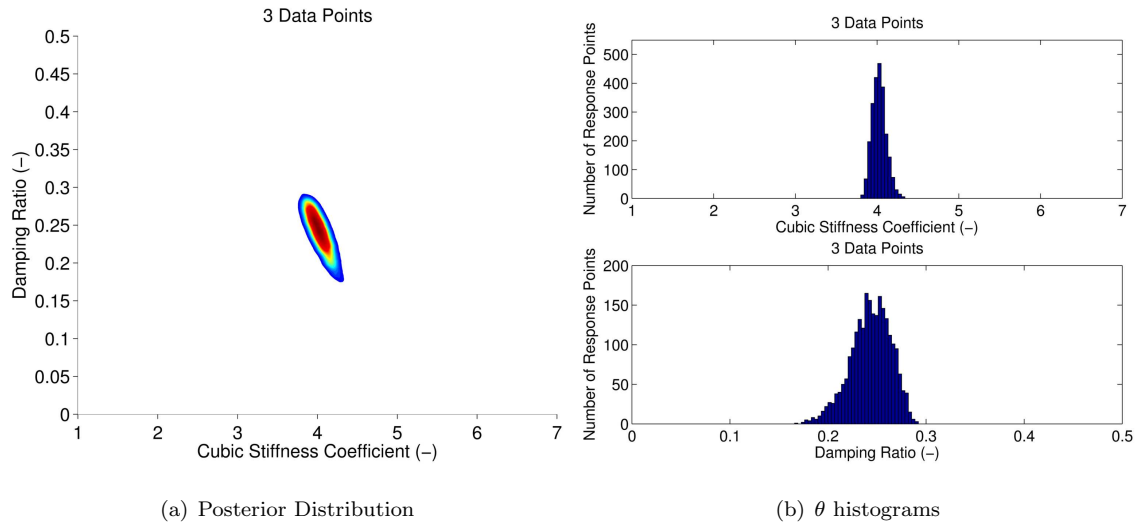 3 Data Points
0.5
0.45
0.4
0.35
0.3
0.25
0.2
0.15
0.1
0.05
0
Damping Ratio (−)
1 2 3 4 5 6 7
Cubic Stiffness Coefficient (−)
(a) Posterior Distribution
3 Data Points
500
400
300
200
100
0
Number of Response Points
1 2 3 4 5 6 7
Cubic Stiffness Coefficient (−)
3 Data Points
200
150
100
50
0
Number of Response Points
0 0.1 0.2 0.3 0.4 0.5
Damping Ratio (−)
(b) θ histograms